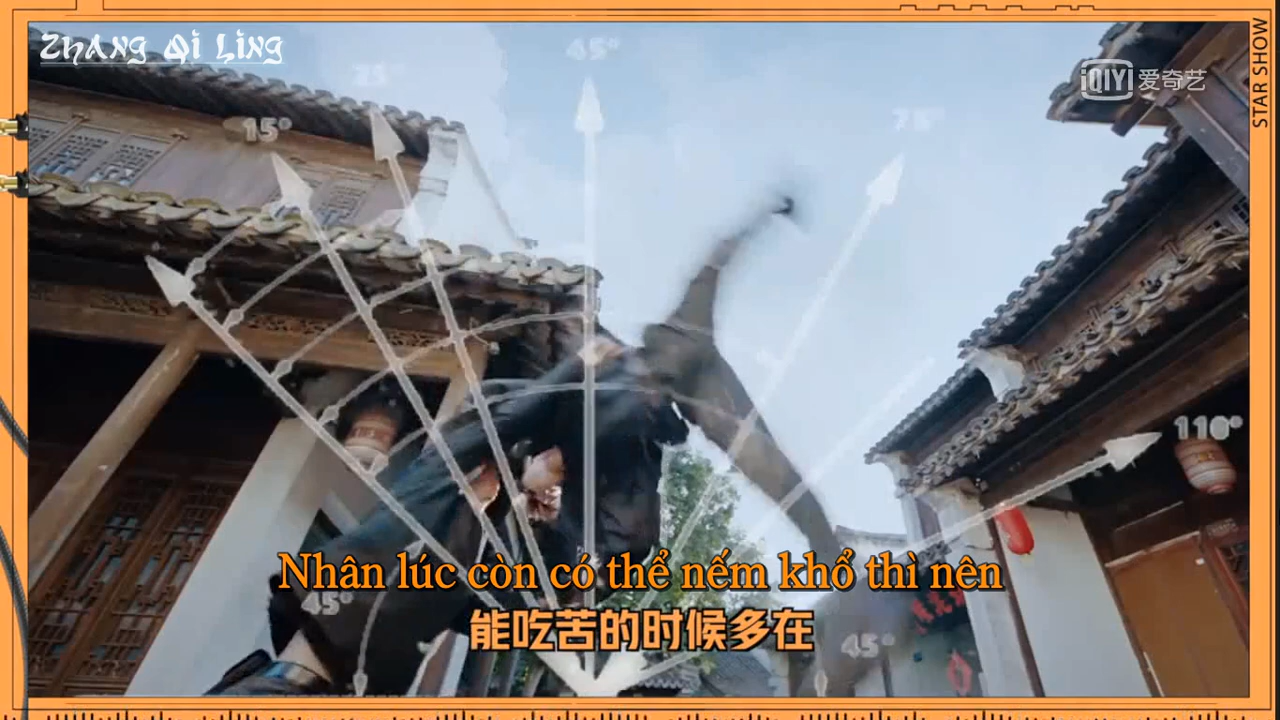 Zhang Qi Ling
STAR SHOW
iQIYI 爱奇艺
45°
75°
75°
15°
110°
Nhân lúc còn có thể nếm khổ thì nên
45°
能吃苦的时候多在
45°